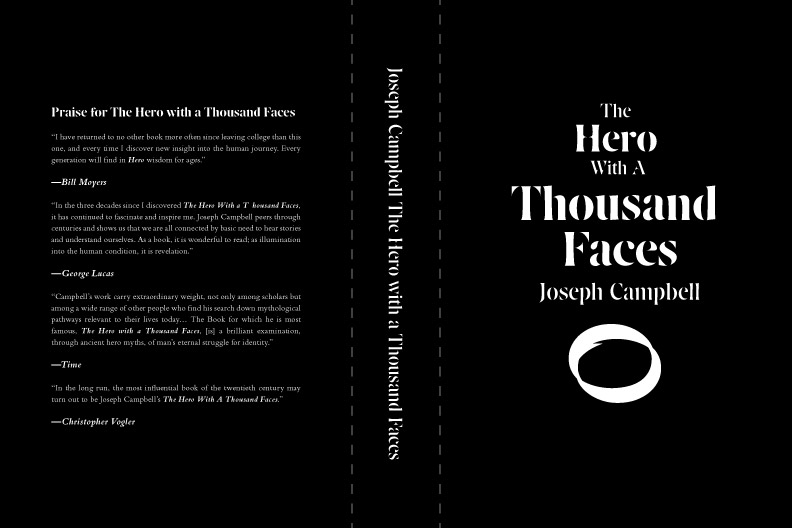 Praise for The Hero with a Thousand Faces
“I have returned to no other book more often since leaving college than this
one, and every time I discover new insight into the human journey. Every
generation will find in Hero wisdom for ages.”
—Bill Moyers
“In the three decades since I discovered The Hero With a T housand Faces,
it has continued to fascinate and inspire me. Joseph Campbell peers through
centuries and shows us that we are all connected by basic need to hear stories
and understand ourselves. As a book, it is wonderful to read; as illumination
into the human condition, it is revelation.”
—George Lucas
“Campbell’s work carry extraordinary weight, not only among scholars but
among a wide range of other people who find his search down mythological
pathways relevant to their lives today… The Book for which he is most
famous, The Hero with a Thousand Faces, [is] a brilliant examination,
through ancient hero myths, of man’s eternal struggle for identity.”
—Time
“In the long run, the most influential book of the twentieth century may
turn out to be Joseph Campbell’s The Hero With A Thousand Faces.”
—Christopher Vogler
Joseph Campbell The Hero with a Thousand Faces
The
Hero
With A
Thousand
Faces
Joseph Campbell